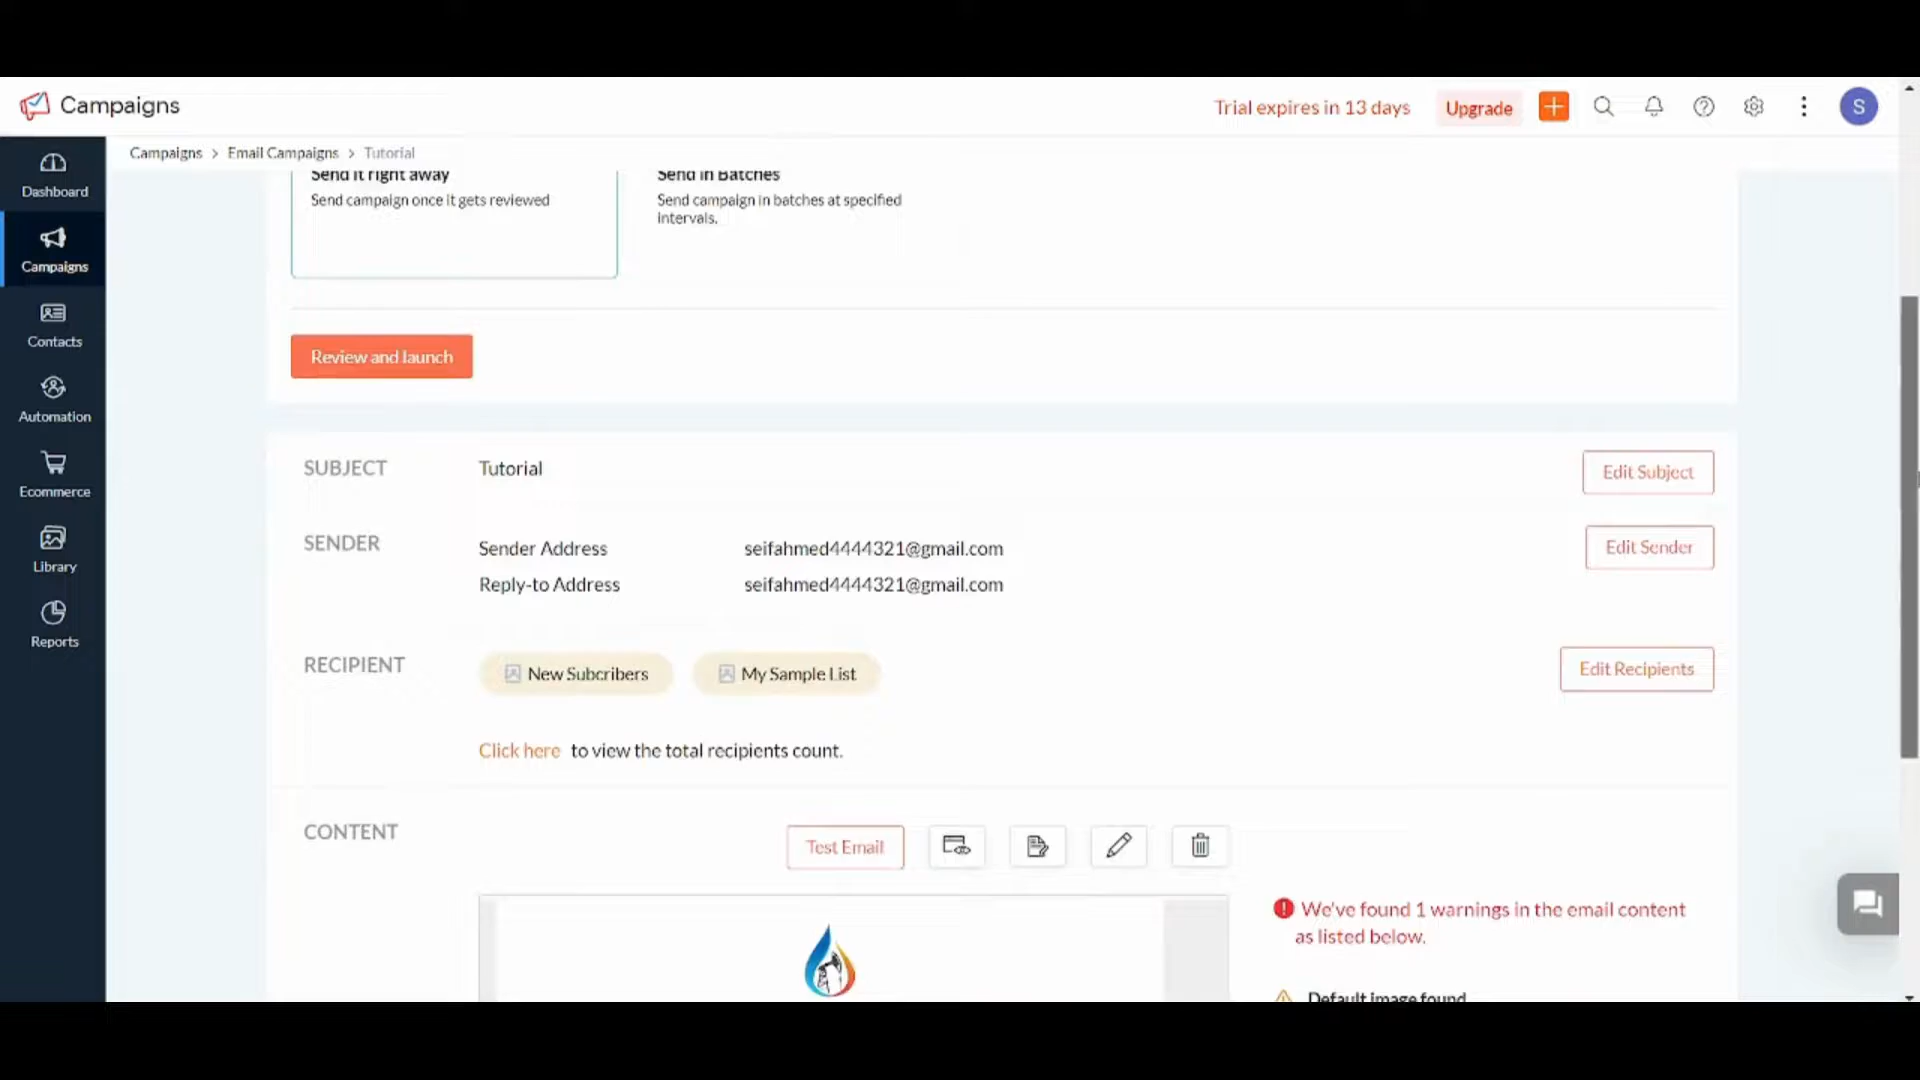 Campaigns
Trial expires in 13 days
Upgrade
S
Campaigns > Email Campaigns > Tutorial
Dashboard
Campaigns
Contacts
Automation
Ecommerce
Library
Reports
Send it right away
Send campaign once it gets reviewed
Send in Batches
Send campaign in batches at specified
intervals.
Review and launch
SUBJECT
Tutorial
Edit Subject
SENDER
Sender Address
seifahmed4444321@gmail.com
Edit Sender
Reply-to Address
seifahmed4444321@gmail.com
RECIPIENT
New Subcribers
My Sample List
Edit Recipients
Click here to view the total recipients count.
CONTENT
Test Email
We've found 1 warnings in the email content
as listed below.
Default image found